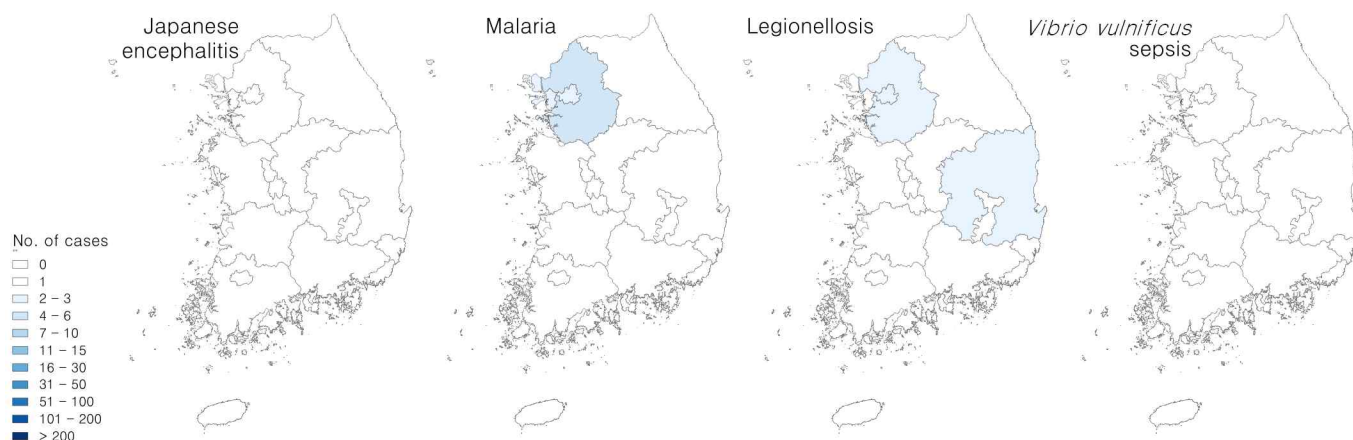 Japanese
encephalitis
Malaria
Legionellosis
Vibrio vulnificus
sepsis
No. of cases
0
1
2 - 3
4 - 6
7 - 10
11 - 15
16 - 30
31 - 50
51 - 100
101 - 200
> 200